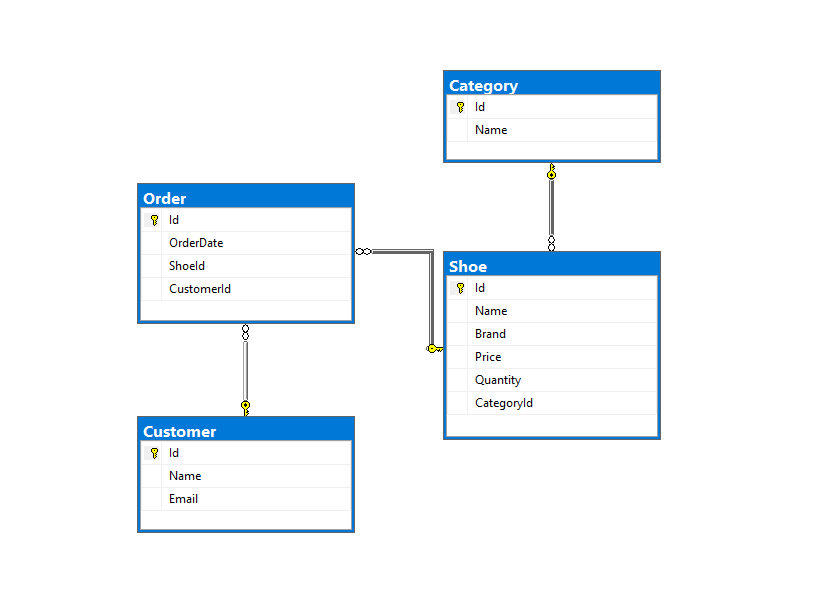 Category
Id
Name
Order
Id
OrderDate
ShoeId
CustomerId
Shoe
Id
Name
Brand
Price
Quantity
CategoryId
Customer
Id
Name
Email